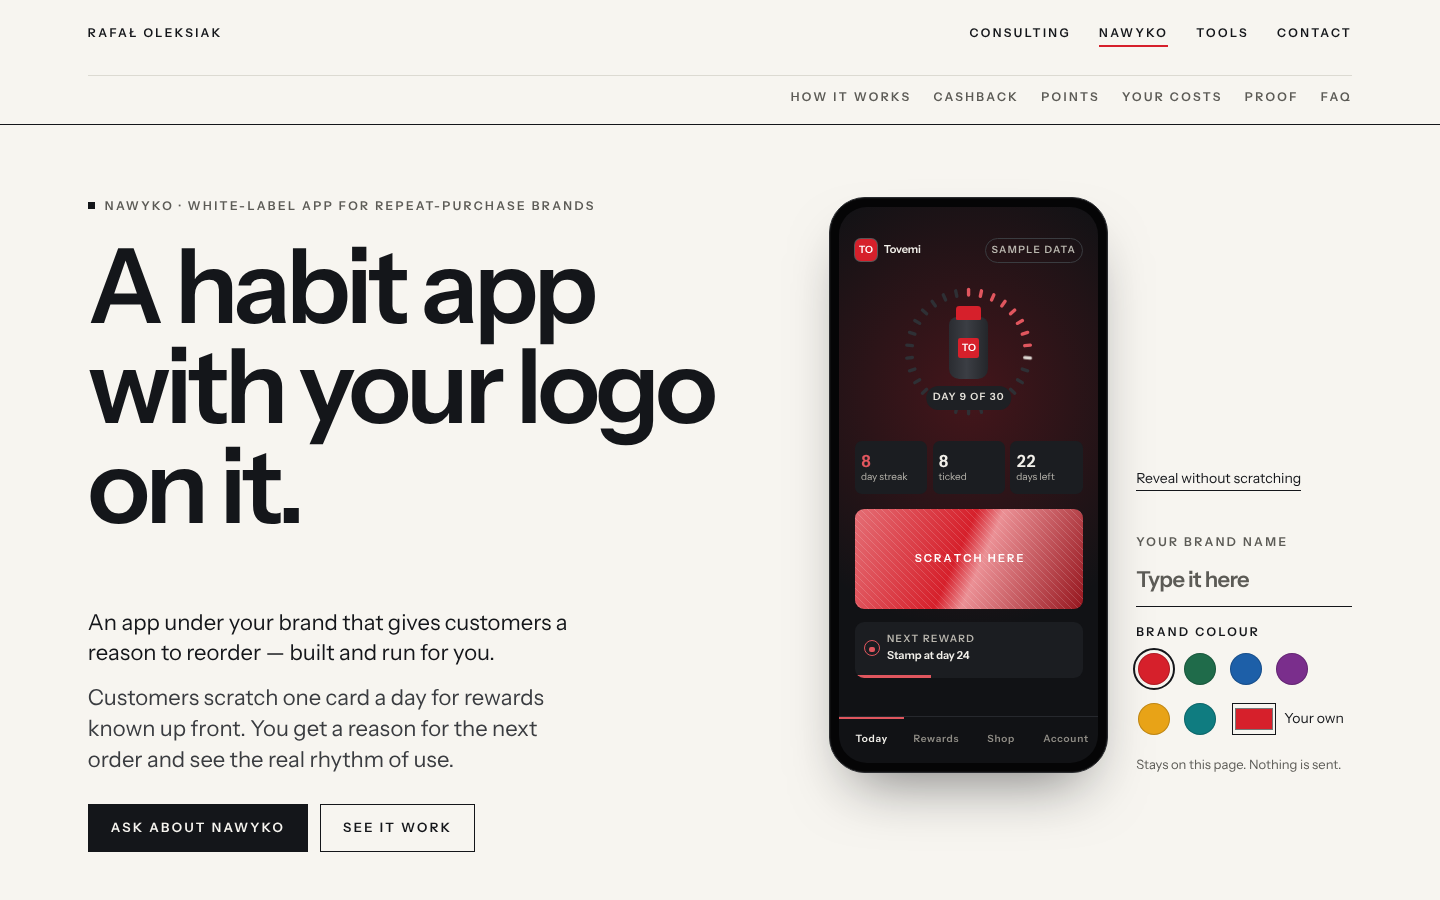 RAFAŁ OLEKSIAK
CONSULTING NAWYKO TOOLS CONTACT
HOW IT WORKS CASHBACK POINTS YOUR COSTS PROOF FAQ
NAWYKO · WHITE-LABEL APP FOR REPEAT-PURCHASE BRANDS
A habit app
with your logo
on it.
An app under your brand that gives customers a
reason to reorder — built and run for you.
Customers scratch one card a day for rewards
known up front. You get a reason for the next
order and see the real rhythm of use.
ASK ABOUT NAWYKO SEE IT WORK
TO Tovemi SAMPLE DATA
TO
DAY 9 OF 30
8 8 22
day streak ticked days left
SCRATCH HERE
NEXT REWARD
Stamp at day 24
Today Rewards Shop Account
Reveal without scratching
YOUR BRAND NAME
Type it here
BRAND COLOUR
Your own
Stays on this page. Nothing is sent.